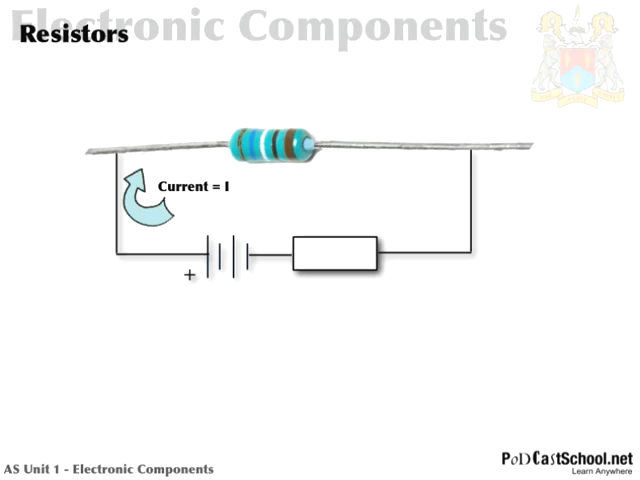 Electronic Components
Resistors
Current = I
+
AS Unit 1 - Electronic Components
PoDCastSchool.net
Learn Anywhere